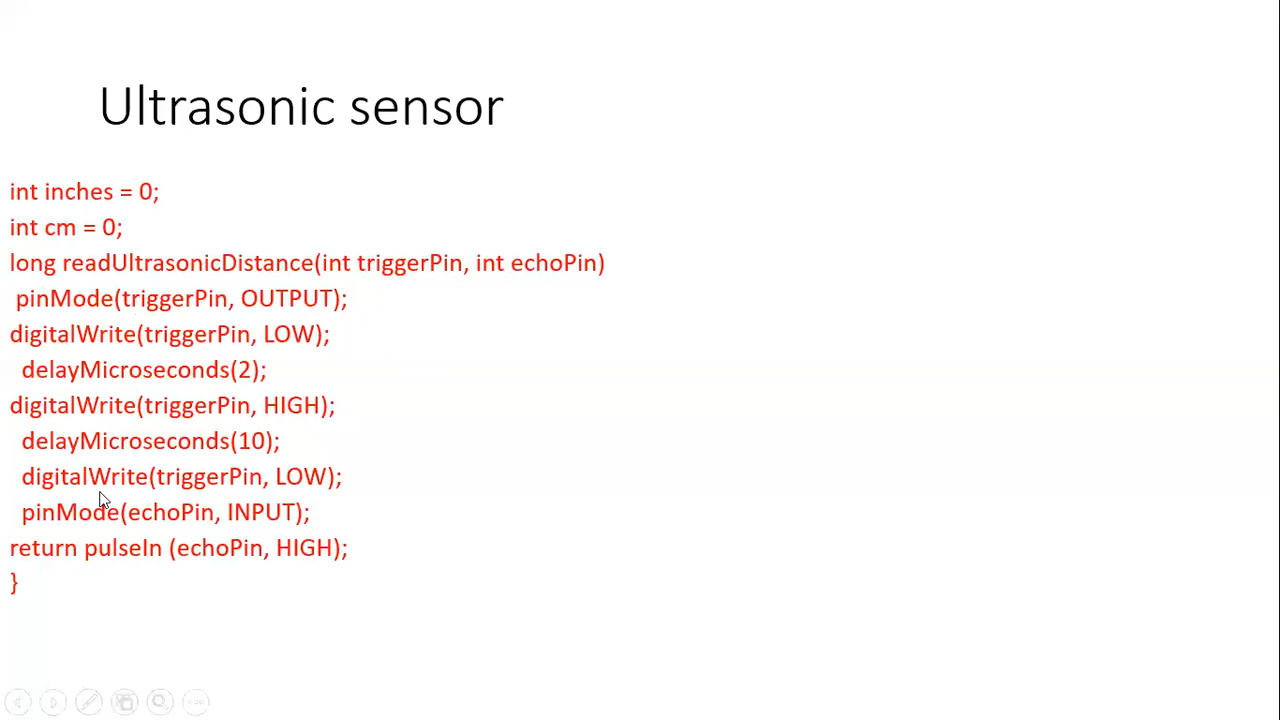 Ultrasonic sensor
int inches = 0;
int cm = 0;
long readUltrasonicDistance(int triggerPin, int echoPin)
pinMode(triggerPin, OUTPUT);
digitalWrite(triggerPin, LOW);
delayMicroseconds(2);
digitalWrite(triggerPin, HIGH);
delayMicroseconds(10);
digitalWrite(triggerPin, LOW);
pinMode(echoPin, INPUT);
return pulseIn (echoPin, HIGH);
}